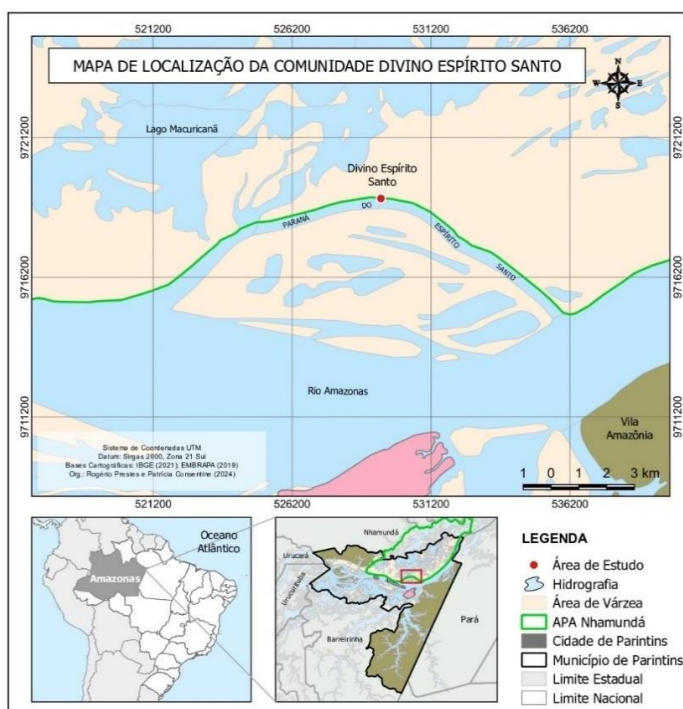 521200 526200 531200 536200
MAPA DE LOCALIZAÇÃO DA COMUNIDADE DIVINO ESPÍRITO SANTO
N
W E
S
9721200
9721200
Lago Macuricanã
Divino Espírito
Santo
PARANÁ
DO
ESPÍRITO
SANTO
9716200
9716200
Rio Amazonas
9711200
9711200
Vila
Amazônia
Sistema de Coordenadas UTM
Datum: Sirgas 2000, Zona 21 Sul
Bases Cartográficas: IBGE (2021); EMBRAPA (2019)
Org.: Rogério Prestes e Patrícia Consentine (2024)
1 0 1 2 3 km
521200 526200 531200 536200
Oceano
Atlântico
Amazonas
Nhamundá
Urucará
Urucurituba
Barreirinha
Pará
LEGENDA
Área de Estudo
Hidrografia
Área de Várzea
APA Nhamundá
Cidade de Parintins
Município de Parintins
Limite Estadual
Limite Nacional